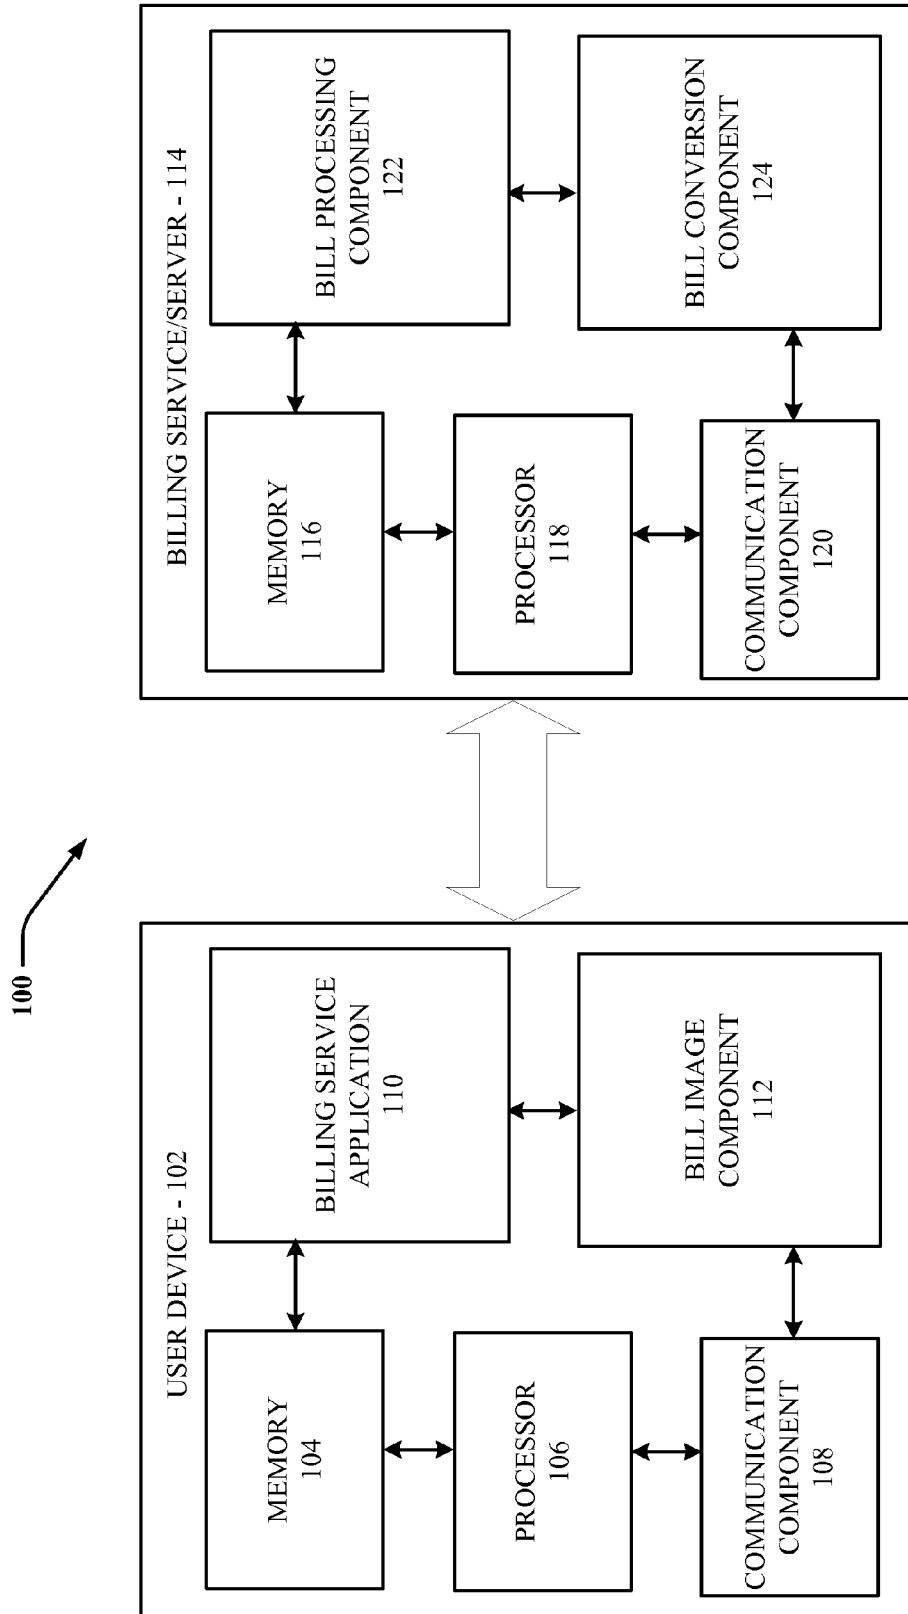 100
USER DEVICE - 102
MEMORY
104
PROCESSOR
106
COMMUNICATION
COMPONENT
108
BILLING SERVICE
APPLICATION
110
BILL IMAGE
COMPONENT
112
BILLING SERVICE/SERVER - 114
MEMORY
116
PROCESSOR
118
COMMUNICATION
COMPONENT
120
BILL PROCESSING
COMPONENT
122
BILL CONVERSION
COMPONENT
124